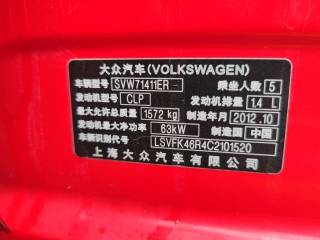 大众汽车(VOLKSWAGEN)
车辆型号 SVW71411ER 乘坐人数 5
发动机型号 CLP 发动机排量 1.4 L
最大允许总质量 1572 kg 制造年月 2012.10
发动机最大净功率 63kW 制造国 中国
车辆识别代号 LSVFK46R4C2101520
上海大众汽车有限公司